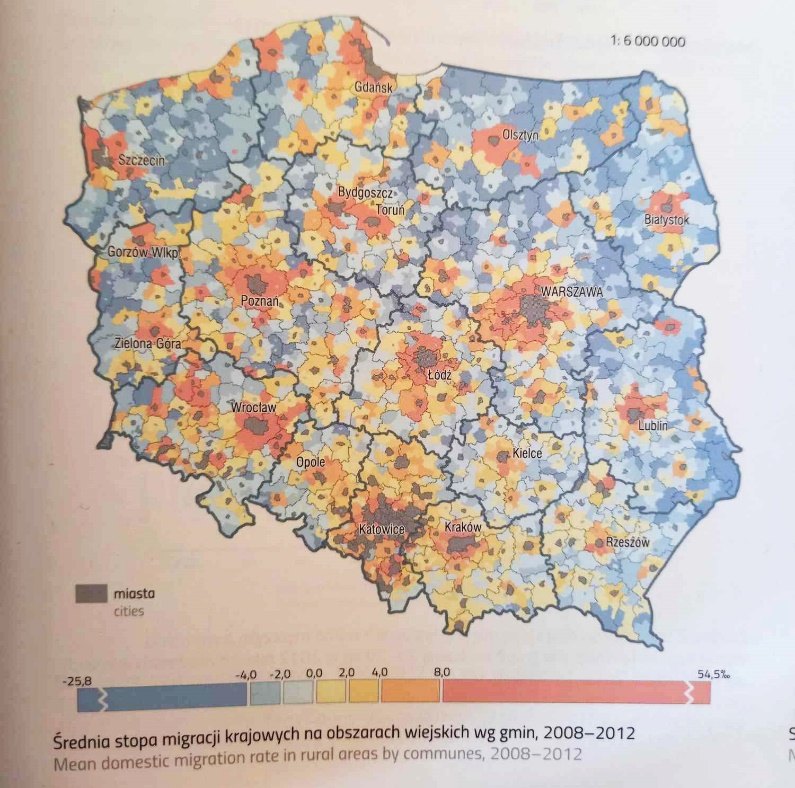 1: 6 000 000
Gdańsk
Olsztyn
Szczecin
Bydgoszcz
Toruń
Białystok
Gorzów Wlkp.
Poznań
WARSZAWA
Zielona Góra
Łódź
Wrocław
Lublin
Opole
Kielce
Katowice
Kraków
Rzeszów
miasta
cities
-25,8 -4,0 -2,0 0,0 2,0 4,0 8,0 54,5‰
Średnia stopa migracji krajowych na obszarach wiejskich wg gmin, 2008–2012
Mean domestic migration rate in rural areas by communes, 2008–2012